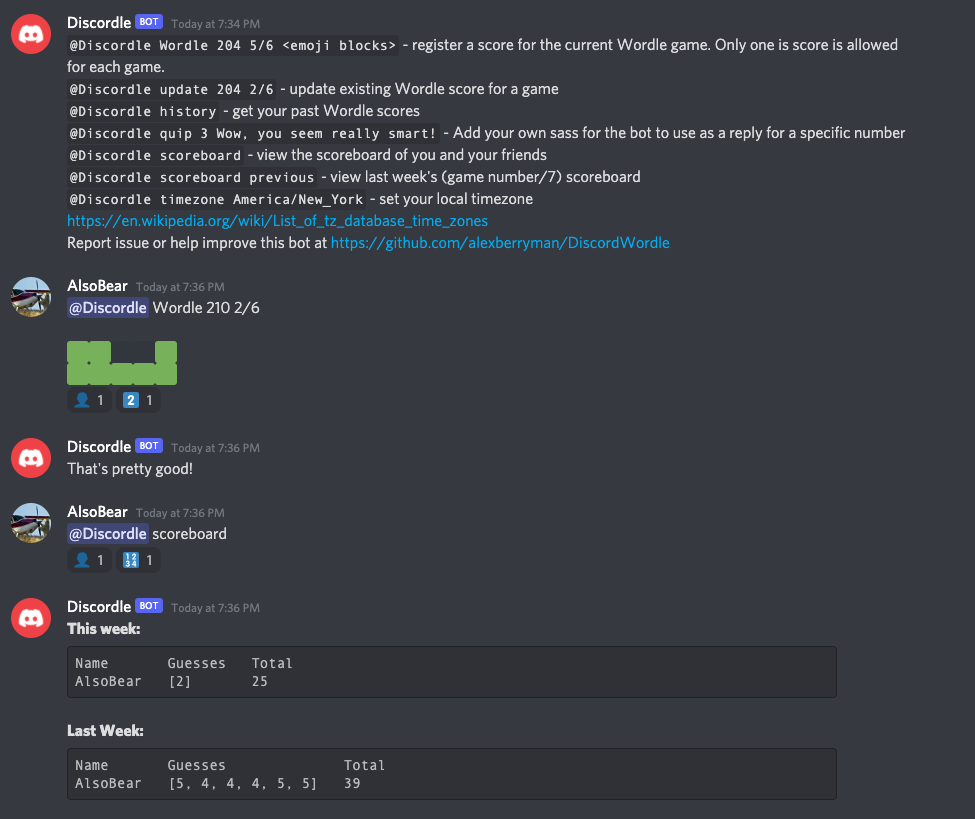 Discordle BOT Today at 7:34 PM
@Discordle Wordle 204 5/6 <emoji blocks> - register a score for the current Wordle game. Only one is score is allowed
for each game.
@Discordle update 204 2/6 - update existing Wordle score for a game
@Discordle history - get your past Wordle scores
@Discordle quip 3 Wow, you seem really smart! - Add your own sass for the bot to use as a reply for a specific number
@Discordle scoreboard - view the scoreboard of you and your friends
@Discordle scoreboard previous - view last week's (game number/7) scoreboard
@Discordle timezone America/New_York - set your local timezone
https://en.wikipedia.org/wiki/List_of_tz_database_time_zones
Report issue or help improve this bot at https://github.com/alexberryman/DiscordWordle
AlsoBear Today at 7:36 PM
@Discordle Wordle 210 2/6
1 2 1
Discordle BOT Today at 7:36 PM
That's pretty good!
AlsoBear Today at 7:36 PM
@Discordle scoreboard
1 1234 1
Discordle BOT Today at 7:36 PM
This week:
Name Guesses Total
AlsoBear [2] 25
Last Week:
Name Guesses Total
AlsoBear [5, 4, 4, 4, 5, 5] 39